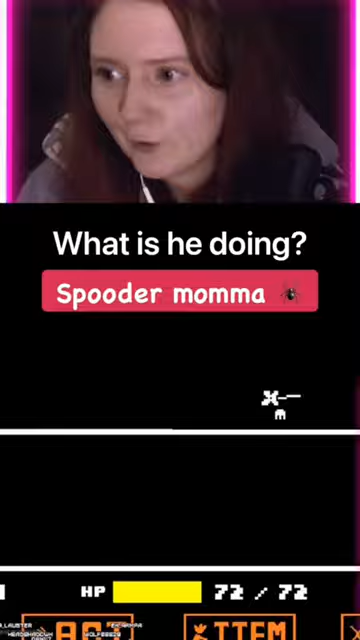 What is he doing?
Spooder momma 🕷️
HP 72 / 72
ITEM